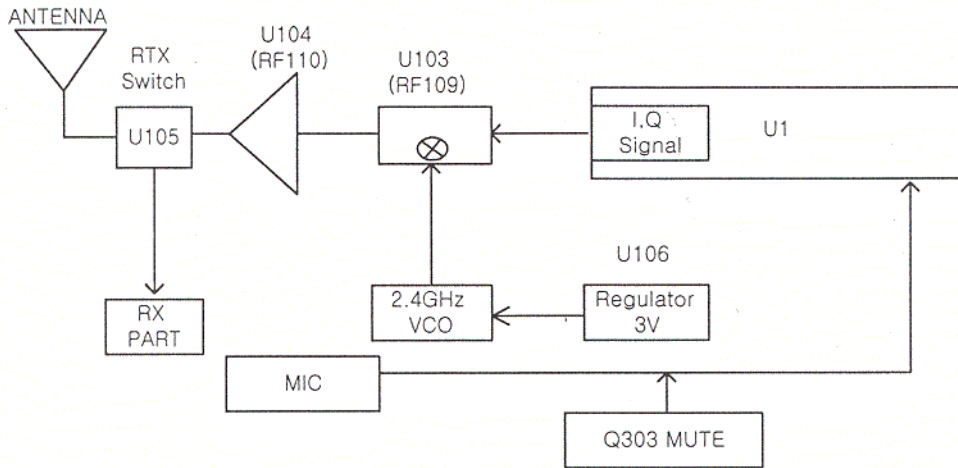 ANTENNA
RTX
Switch
U105
U104
(RF110)
U103
(RF109)
I,Q
Signal
U1
RX
PART
2.4GHz
VCO
U106
Regulator
3V
MIC
Q303 MUTE